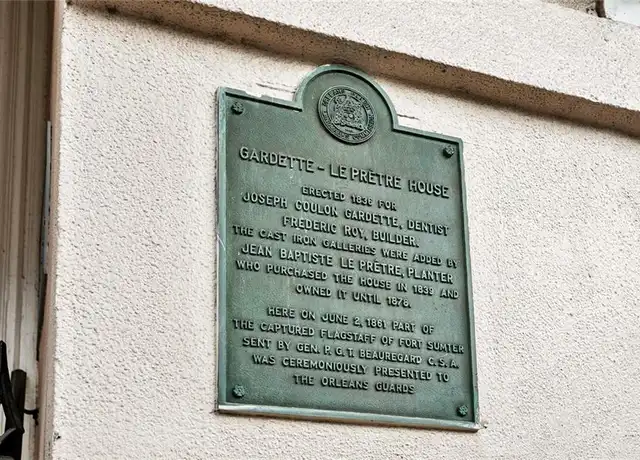 GARDETTE - LE PRÊTRE HOUSE
ERECTED 1836 FOR
JOSEPH COULON GARDETTE, DENTIST
FREDERIC ROY, BUILDER.
THE CAST IRON GALLERIES WERE ADDED BY
JEAN BAPTISTE LE PRÊTRE, PLANTER
WHO PURCHASED THE HOUSE IN 1839 AND
OWNED IT UNTIL 1878.
HERE ON JUNE 2, 1861 PART OF
THE CAPTURED FLAGSTAFF OF FORT SUMTER
SENT BY GEN. P. G. T. BEAUREGARD C. S. A.
WAS CEREMONIOUSLY PRESENTED TO
THE ORLEANS GUARDS